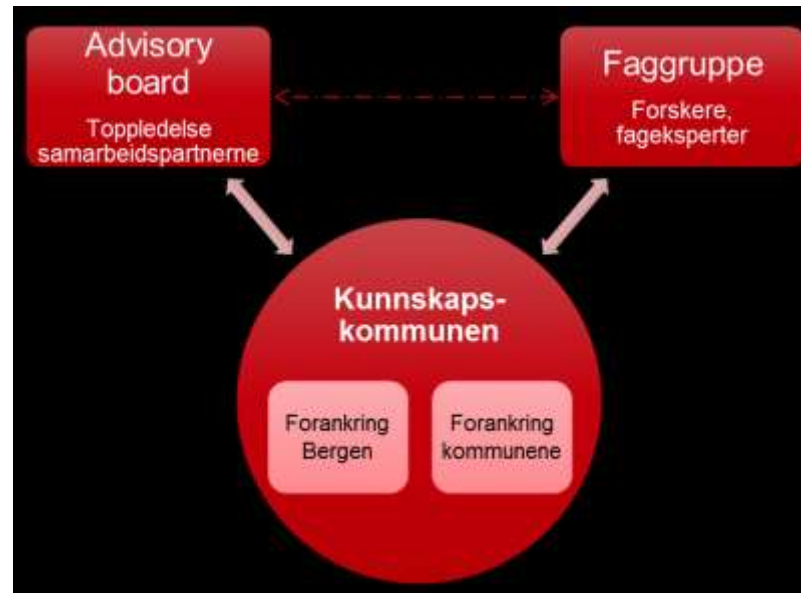 Advisory
board
Toppledelse
samarbeidspartnerne
Faggruppe
Forskere,
fageksperter
Kunnskaps-
kommunen
Forankring
Bergen
Forankring
kommunene